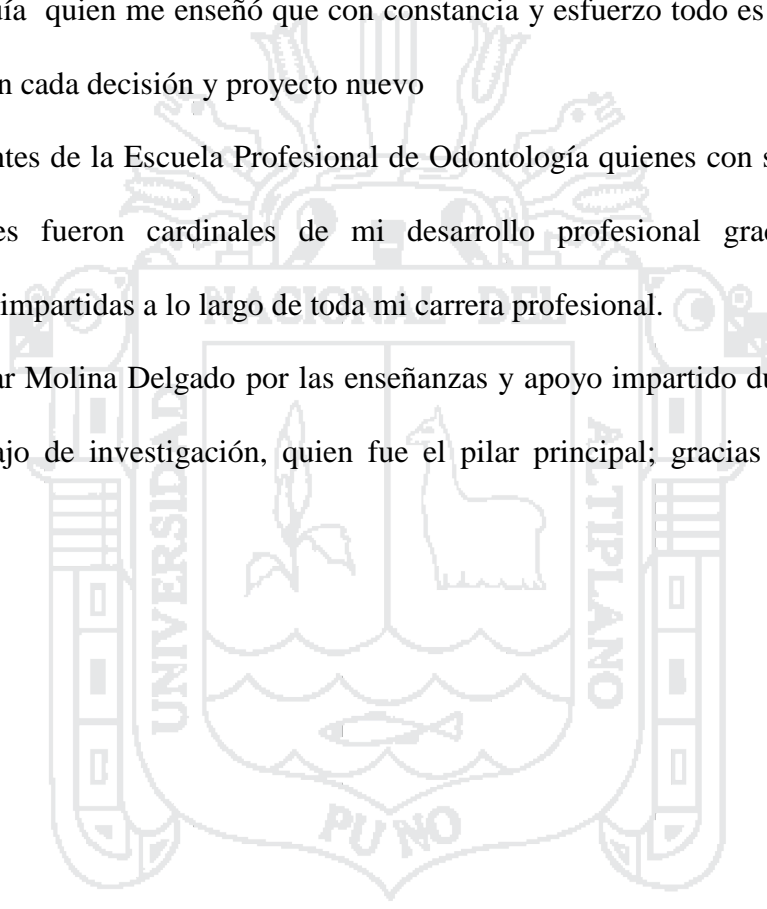 uía quien me enseñó que con constancia y esfuerzo todo es
n cada decisión y proyecto nuevo
ntes de la Escuela Profesional de Odontología quienes con s
es fueron cardinales de mi desarrollo profesional gra
impartidas a lo largo de toda mi carrera profesional.
ar Molina Delgado por las enseñanzas y apoyo impartido du
ajo de investigación, quien fue el pilar principal; gracias
NACIONAL DEL
UNIVERSIDAD
ALTIPLANO
PUNO